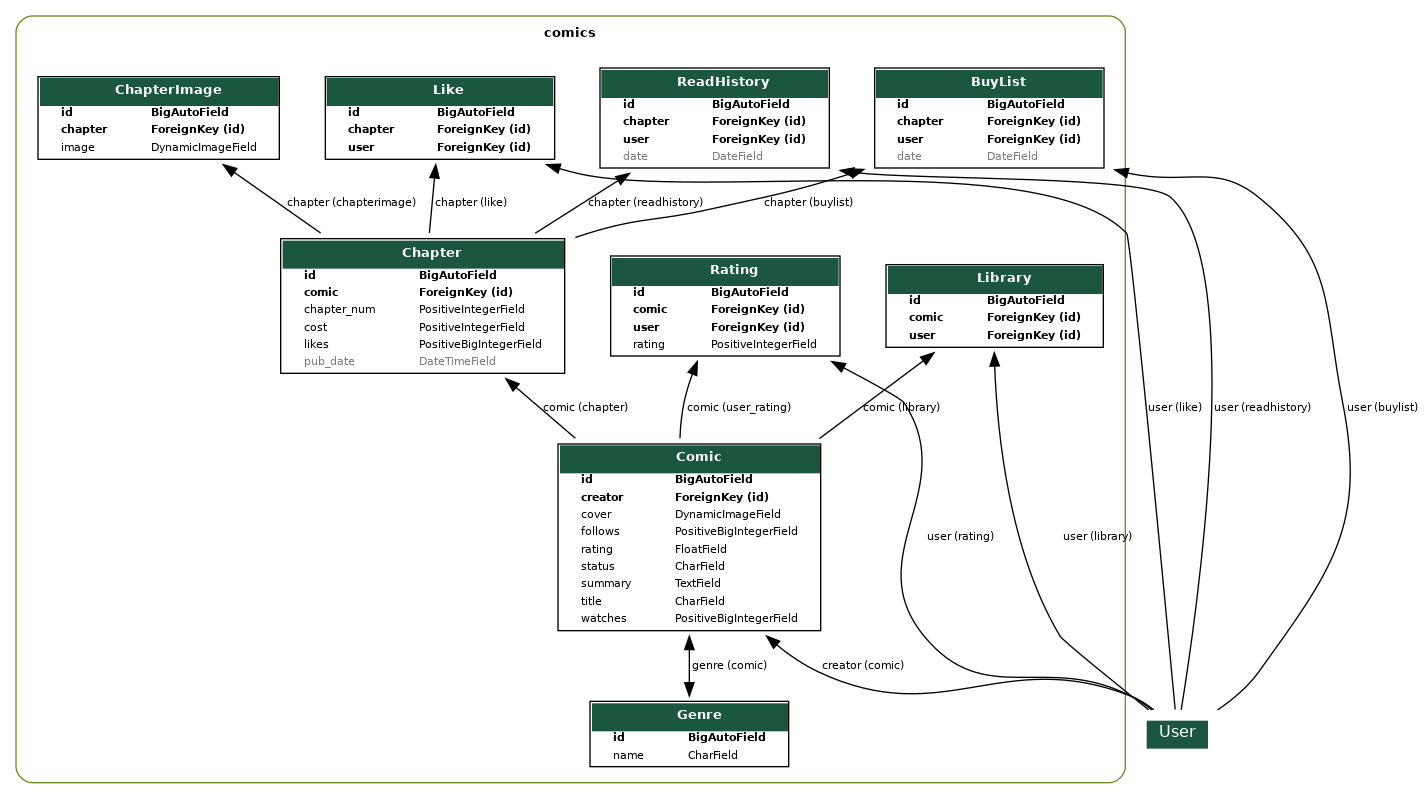 comics
ChapterImage
id BigAutoField
chapter ForeignKey (id)
image DynamicImageField
Like
id BigAutoField
chapter ForeignKey (id)
user ForeignKey (id)
ReadHistory
id BigAutoField
chapter ForeignKey (id)
user ForeignKey (id)
date DateField
BuyList
id BigAutoField
chapter ForeignKey (id)
user ForeignKey (id)
date DateField
chapter (chapterimage)
chapter (like)
chapter (readhistory)
chapter (buylist)
Chapter
id BigAutoField
comic ForeignKey (id)
chapter_num PositiveIntegerField
cost PositiveIntegerField
likes PositiveBigIntegerField
pub_date DateTimeField
Rating
id BigAutoField
comic ForeignKey (id)
user ForeignKey (id)
rating PositiveIntegerField
Library
id BigAutoField
comic ForeignKey (id)
user ForeignKey (id)
comic (chapter)
comic (user_rating)
comic (library)
user (like)
user (readhistory)
user (buylist)
Comic
id BigAutoField
creator ForeignKey (id)
cover DynamicImageField
follows PositiveBigIntegerField
rating FloatField
status CharField
summary TextField
title CharField
watches PositiveBigIntegerField
user (rating)
user (library)
genre (comic)
creator (comic)
Genre
id BigAutoField
name CharField
User